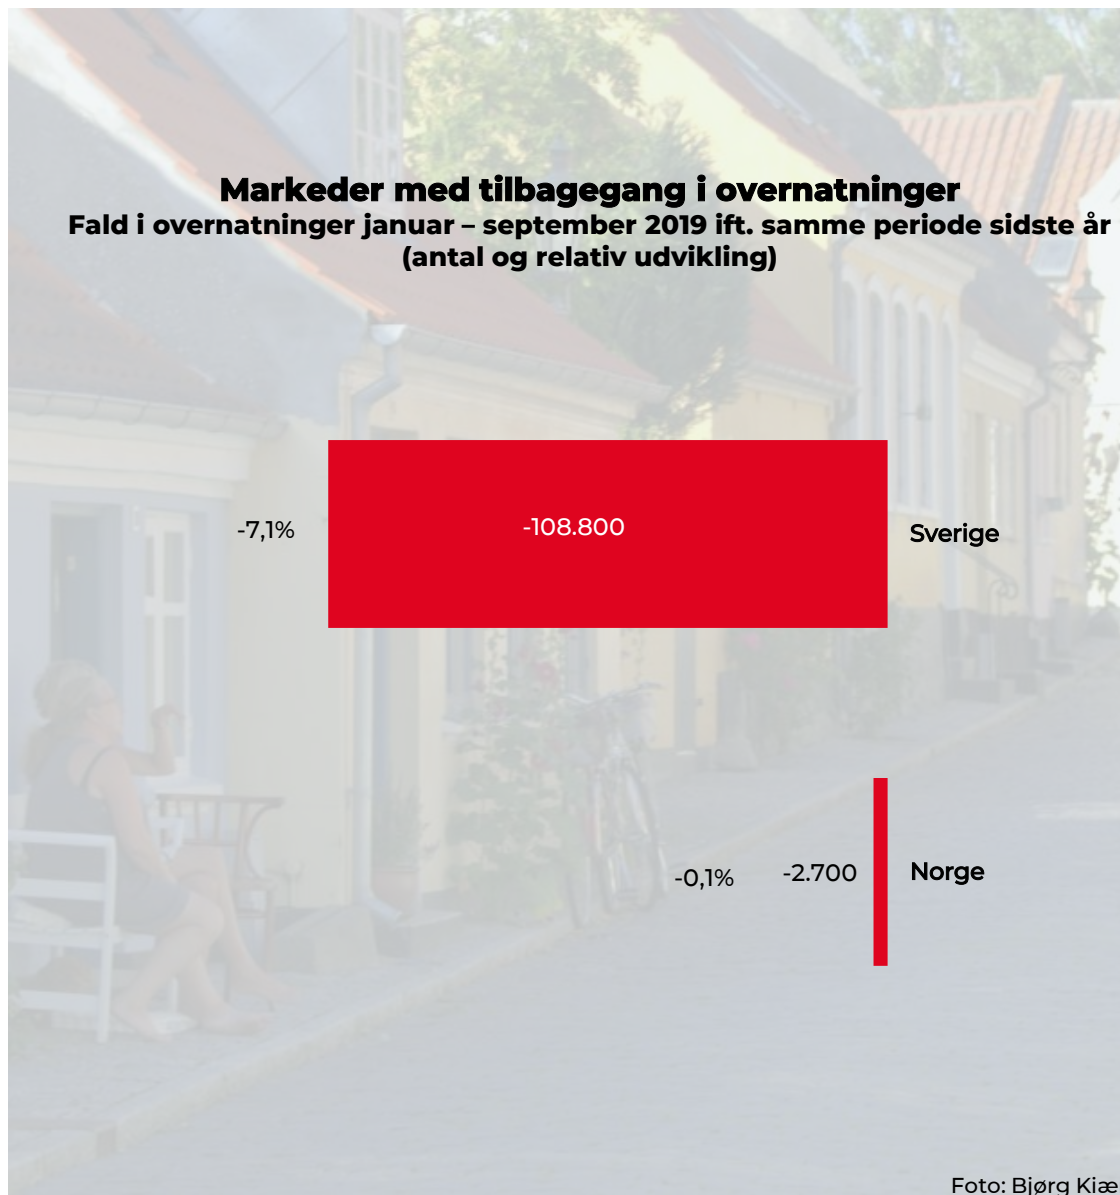 Markeder med tilbagegang i overnatninger
Fald i overnatninger januar – september 2019 ift. samme periode sidste år
(antal og relativ udvikling)
-7,1%
-108.800
Sverige
-0,1%
-2.700
Norge
Foto: Bjørg Kiæ